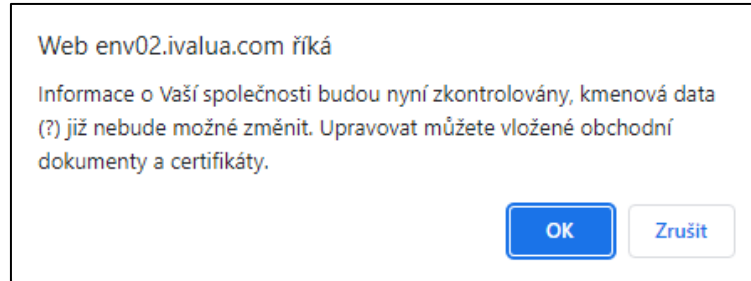 Web env02.ivalua.com říká
Informace o Vaší společnosti budou nyní zkontrolovány, kmenová data
(?) již nebude možné změnit. Upravovat můžete vložené obchodní
dokumenty a certifikáty.
OK
Zrušit